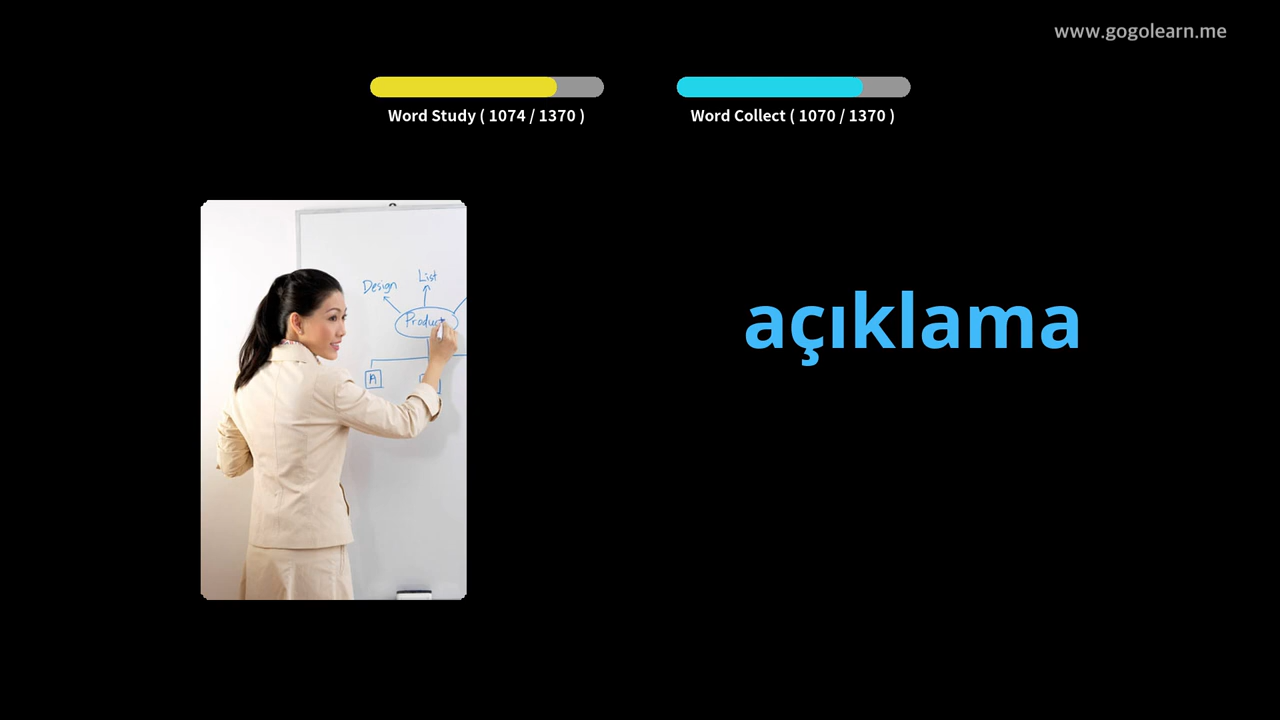 www.gogolearn.me
Word Study ( 1074 / 1370 )
Word Collect ( 1070 / 1370 )
List
Design
Product
A
açıklama